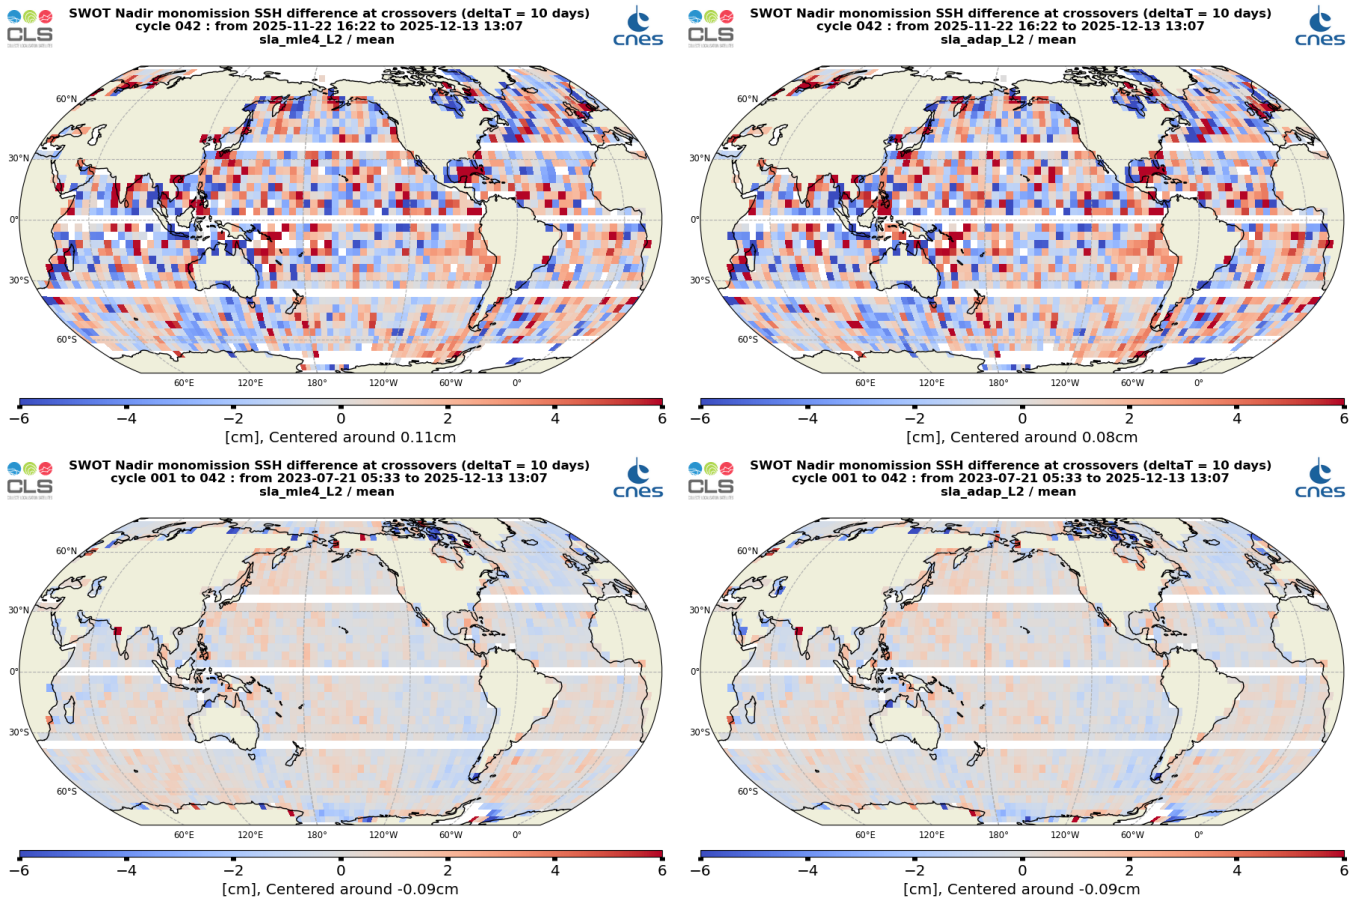 SWOT Nadir monomission SSH difference at crossovers (deltaT = 10 days)
cycle 042 : from 2025-11-22 16:22 to 2025-12-13 13:07
sla_mle4_L2 / mean
CLS
cnes
60°N
30°N
0°
30°S
60°S
60°E 120°E 180° 120°W 60°W 0°
−6 −4 −2 0 2 4 6
[cm], Centered around 0.11cm
SWOT Nadir monomission SSH difference at crossovers (deltaT = 10 days)
cycle 042 : from 2025-11-22 16:22 to 2025-12-13 13:07
sla_adap_L2 / mean
CLS
cnes
60°N
30°N
0°
30°S
60°S
60°E 120°E 180° 120°W 60°W 0°
−6 −4 −2 0 2 4 6
[cm], Centered around 0.08cm
SWOT Nadir monomission SSH difference at crossovers (deltaT = 10 days)
cycle 001 to 042 : from 2023-07-21 05:33 to 2025-12-13 13:07
sla_mle4_L2 / mean
CLS
cnes
60°N
30°N
0°
30°S
60°S
60°E 120°E 180° 120°W 60°W 0°
−6 −4 −2 0 2 4 6
[cm], Centered around -0.09cm
SWOT Nadir monomission SSH difference at crossovers (deltaT = 10 days)
cycle 001 to 042 : from 2023-07-21 05:33 to 2025-12-13 13:07
sla_adap_L2 / mean
CLS
cnes
60°N
30°N
0°
30°S
60°S
60°E 120°E 180° 120°W 60°W 0°
−6 −4 −2 0 2 4 6
[cm], Centered around -0.09cm